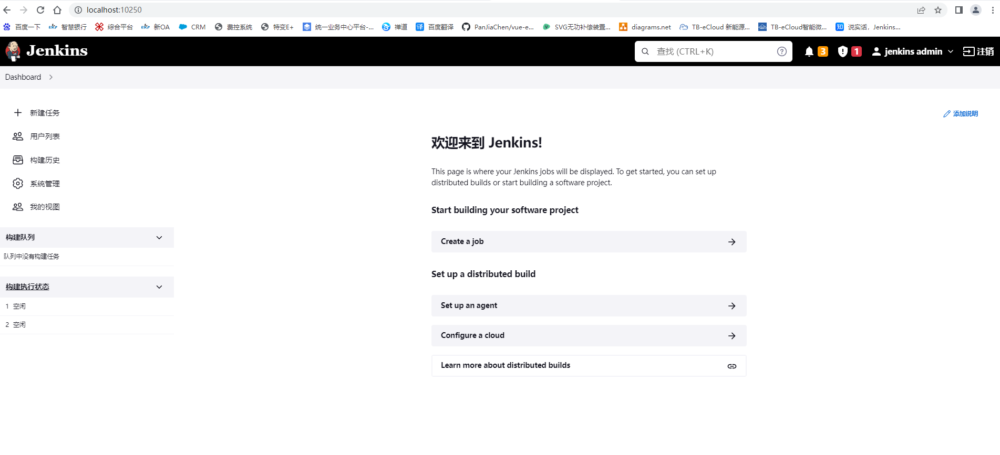 localhost:10250
百度一下 智慧银行 综合平台 新OA CRM 费控系统 特变E+ 统一业务中心平台-... 禅道 百度翻译 PanJiaChen/vue-e... SVG无功补偿装置... diagrams.net TB-eCloud 新能源... TB-eCloud智能微... 说实话，Jenkins...
Jenkins 查找 (CTRL+K) 3 1 jenkins admin 注销
Dashboard
新建任务
用户列表
构建历史
系统管理
我的视图
构建队列
队列中没有构建任务
构建执行状态
1 空闲
2 空闲
添加说明
欢迎来到 Jenkins!
This page is where your Jenkins jobs will be displayed. To get started, you can set up
distributed builds or start building a software project.
Start building your software project
Create a job
Set up a distributed build
Set up an agent
Configure a cloud
Learn more about distributed builds